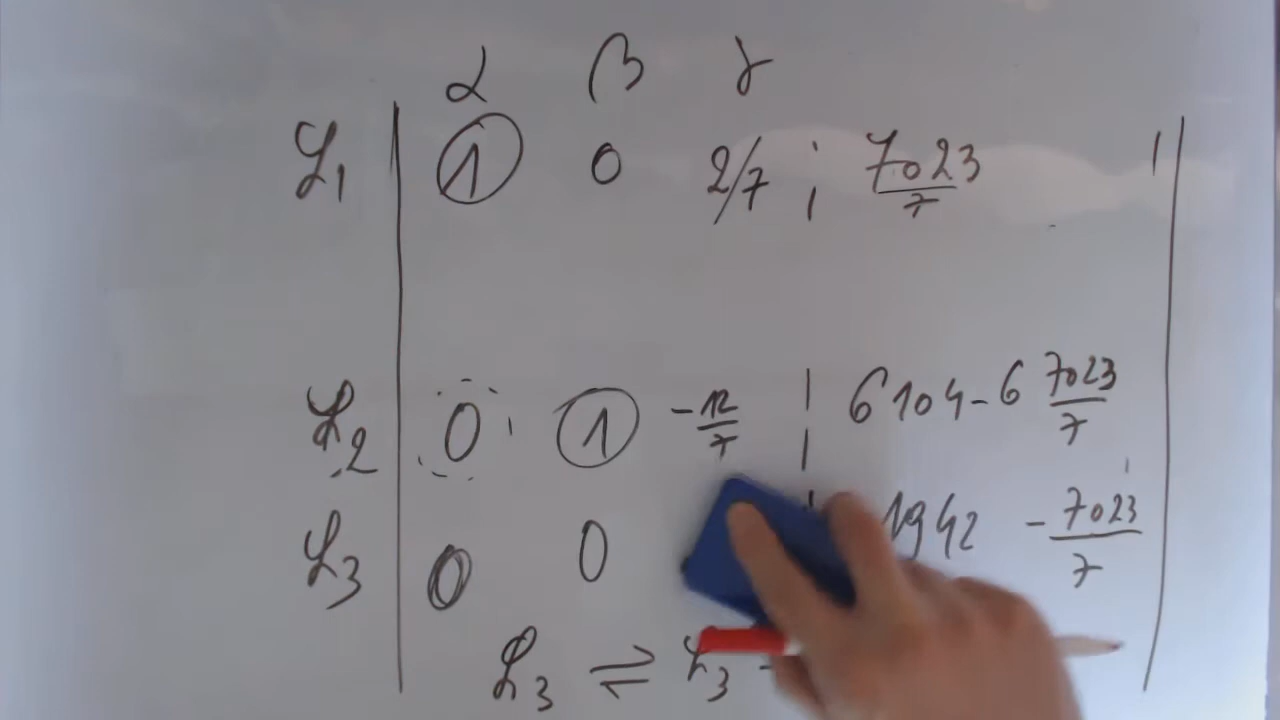 α β γ
L₁ | 1 0 2/7 ¦ 7023/7 |
L₂ | 0 1 -12/7 ¦ 6104-6 7023/7 |
L₃ | 0 0 ¦ 1942 - 7023/7 |
L₃ ⇌ L₃ -